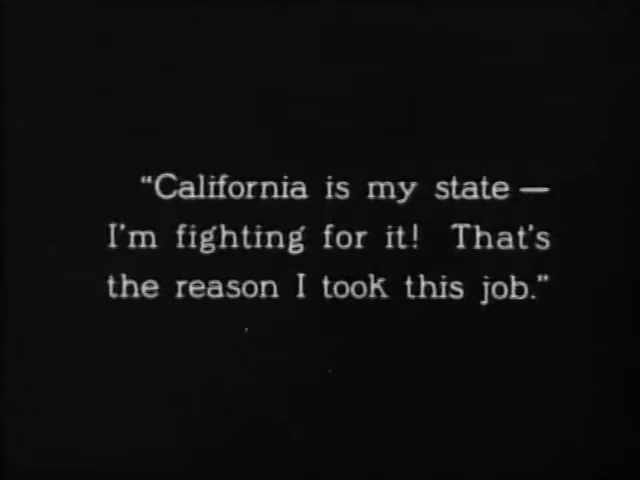 “California is my state —
I'm fighting for it! That's
the reason I took this job.”